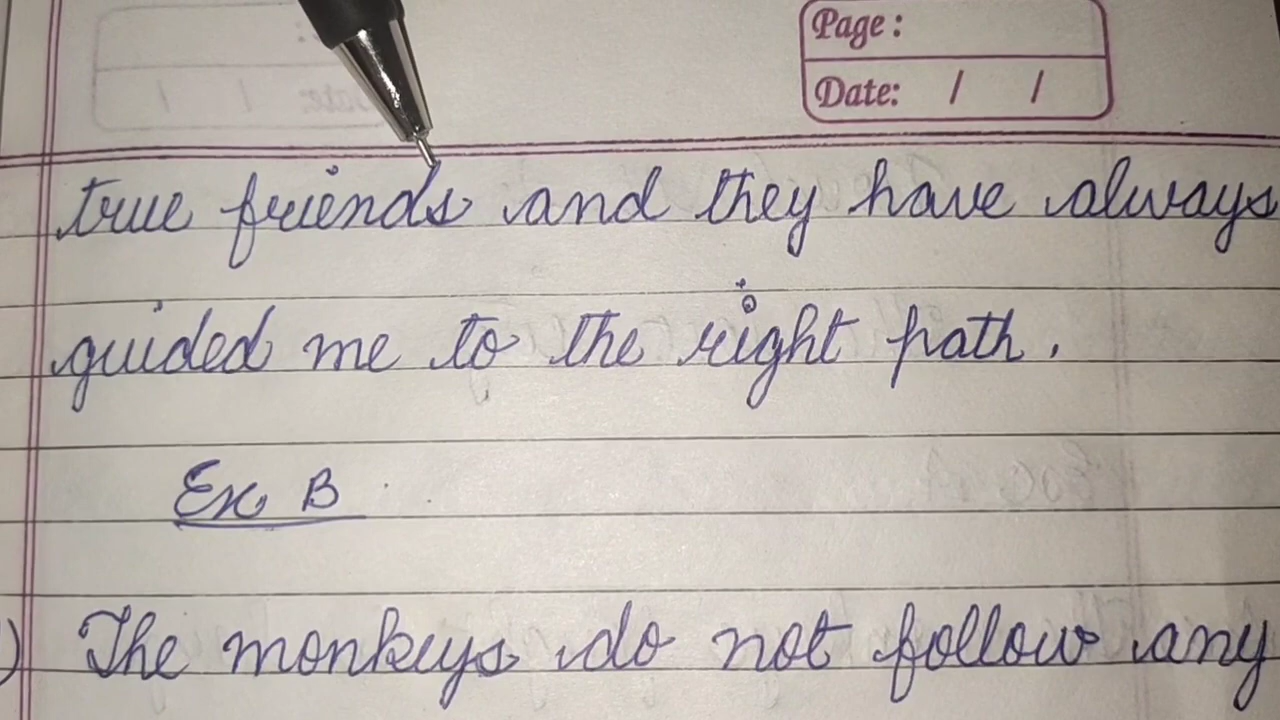 Page :
Date: / /
true friends and they have always
guided me to the right path.
Ex B
) The monkeys do not follow any